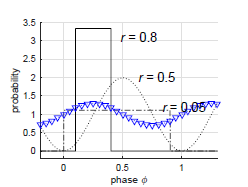 3.5
3
2.5
2
1.5
1
0.5
0
probability
r = 0.8
r = 0.5
r = 0.05
0 0.5 1
phase ϕ